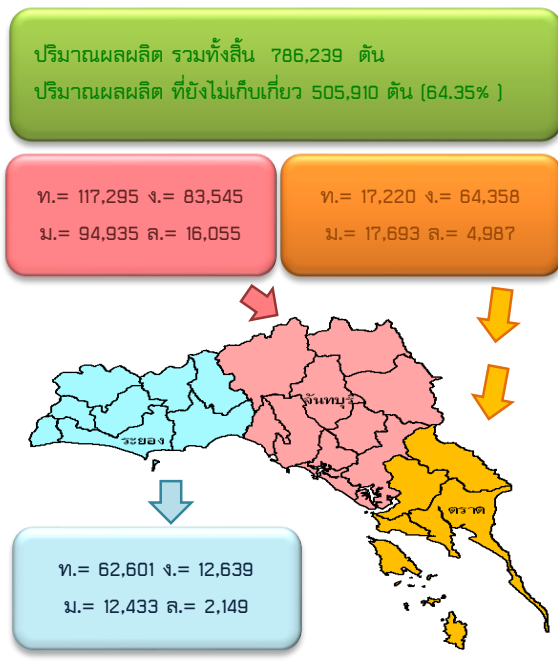 ปริมาณผลผลิต รวมทั้งสิ้น 786,239 ตัน
ปริมาณผลผลิต ที่ยังไม่เก็บเกี่ยว 505,910 ตัน (64.35% )
ท.= 117,295 ง.= 83,545
ม.= 94,935 ล.= 16,055
ท.= 17,220 ง.= 64,358
ม.= 17,693 ล.= 4,987
จันทบุรี
ระยอง
ตราด
ท.= 62,601 ง.= 12,639
ม.= 12,433 ล.= 2,149